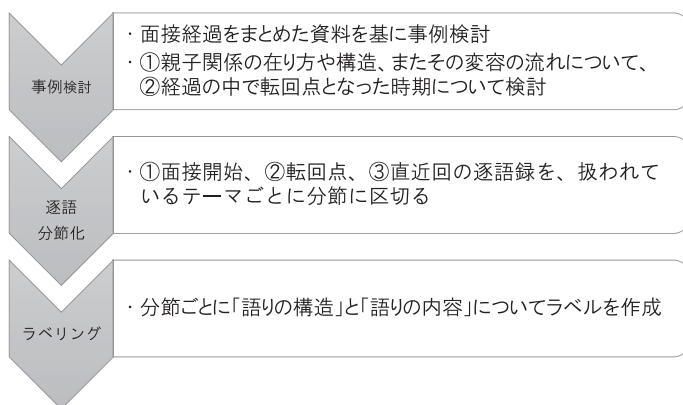 事例検討
・面接経過をまとめた資料を基に事例検討
・①親子関係の在り方や構造、またその変容の流れについて、
②経過の中で転回点となった時期について検討
逐語
分節化
・①面接開始、②転回点、③直近回の逐語録を、扱われて
いるテーマごとに分節に区切る
ラベリング
・分節ごとに「語りの構造」と「語りの内容」についてラベルを作成